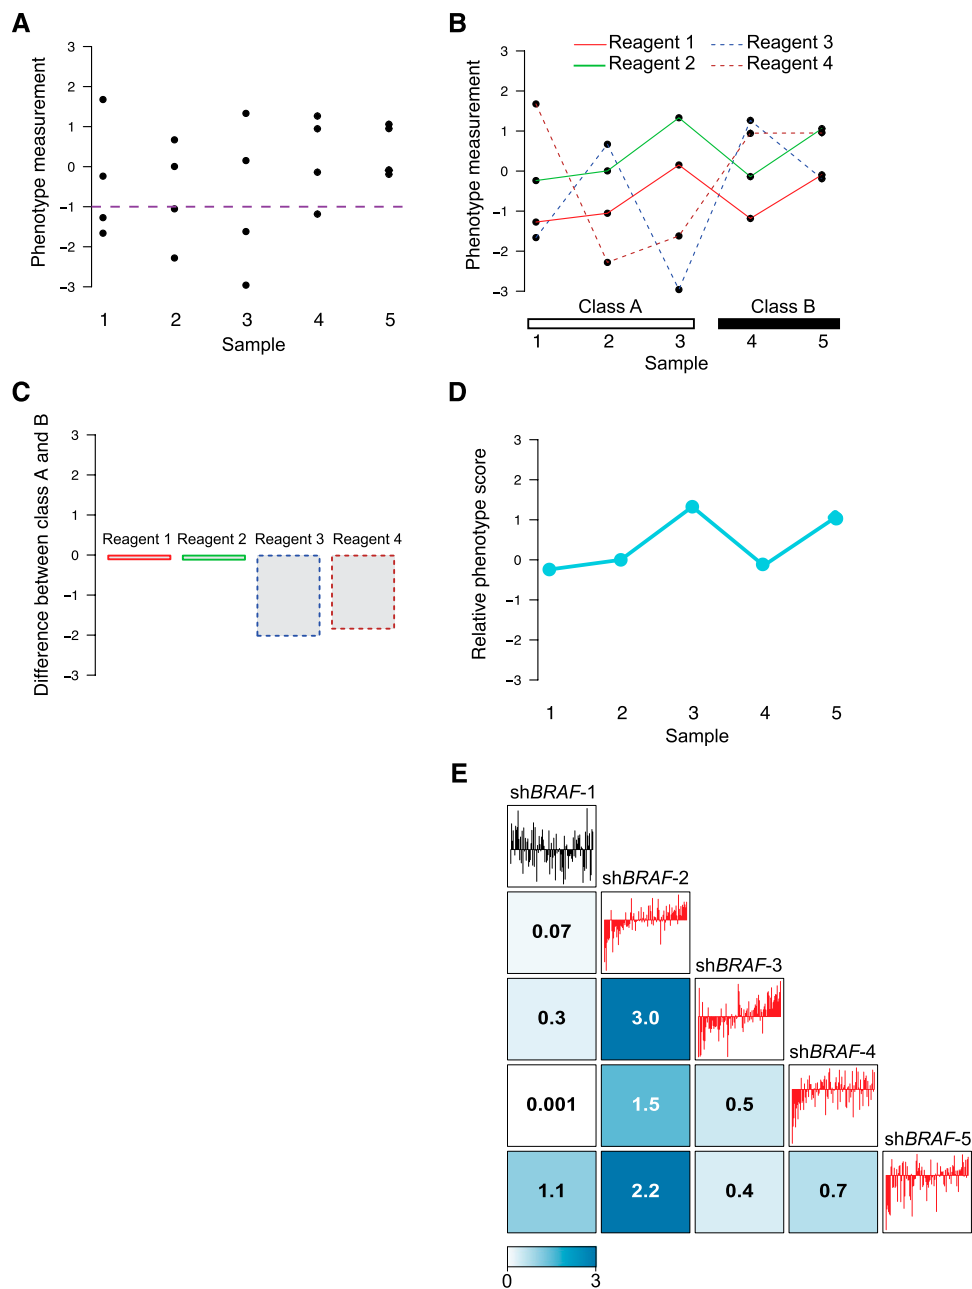 A
Phenotype measurement
3
2
1
0
−1
−2
−3
1 2 3 4 5
Sample
B
Reagent 1 Reagent 3
Reagent 2 Reagent 4
Phenotype measurement
3
2
1
0
−1
−2
−3
Class A Class B
1 2 3 4 5
Sample
C
Difference between class A and B
3
2
1
Reagent 1 Reagent 2 Reagent 3 Reagent 4
0
−1
−2
−3
D
Relative phenotype score
3
2
1
0
−1
−2
−3
1 2 3 4 5
Sample
E
shBRAF-1
shBRAF-2
0.07
shBRAF-3
0.3 3.0
shBRAF-4
0.001 1.5 0.5
shBRAF-5
1.1 2.2 0.4 0.7
0 3